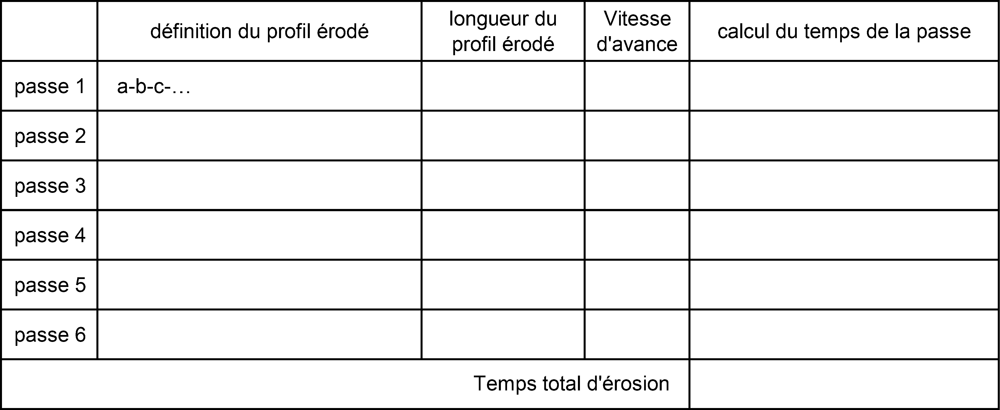 définition du profil érodé
longueur du
profil érodé
Vitesse
d'avance
calcul du temps de la passe
passe 1
a-b-c-…
passe 2
passe 3
passe 4
passe 5
passe 6
Temps total d'érosion